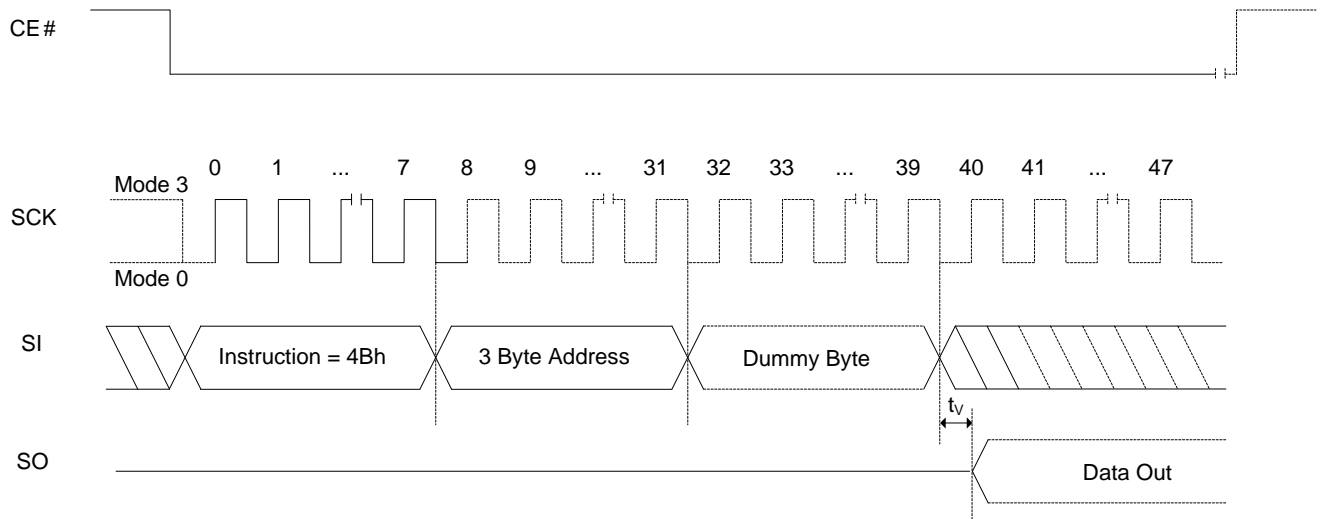 CE#
0 1 ... 7 8 9 ... 31 32 33 ... 39 40 41 ... 47
Mode 3
SCK
Mode 0
SI
Instruction = 4Bh
3 Byte Address
Dummy Byte
tV
SO
Data Out